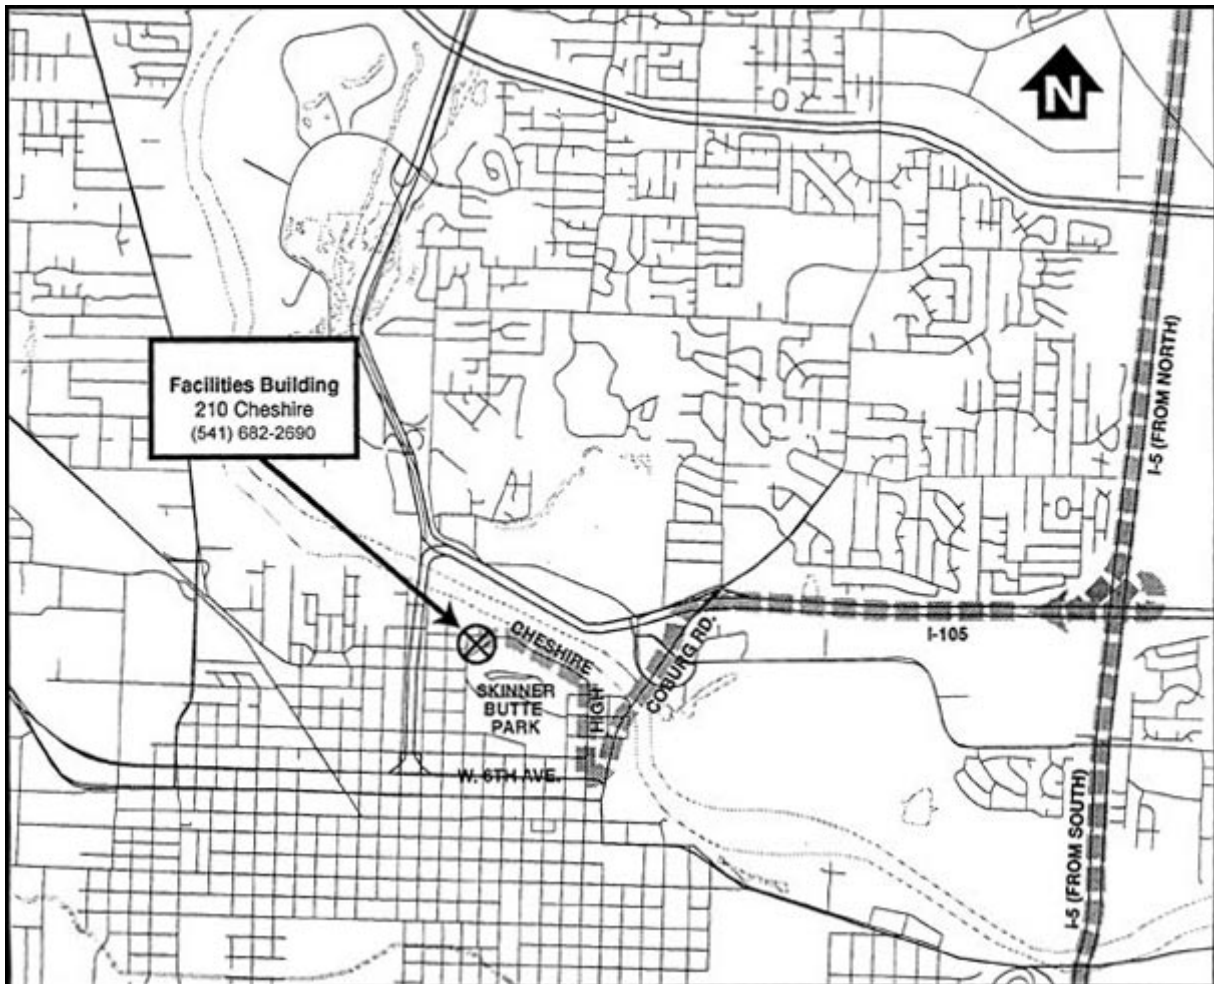 N
Facilities Building
210 Cheshire
(541) 682-2690
I-5 (FROM NORTH)
I-105
CHESHIRE
COBURG RD.
SKINNER
BUTTE
PARK
HIGH
W. 6TH AVE.
I-5 (FROM SOUTH)